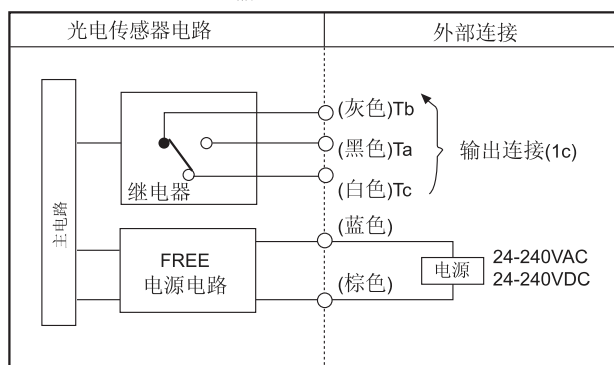 光电传感器电路
外部连接
主电路
继电器
(灰色)Tb
(黑色)Ta
(白色)Tc
输出连接(1c)
FREE
电源电路
(蓝色)
(棕色)
电源
24-240VAC
24-240VDC